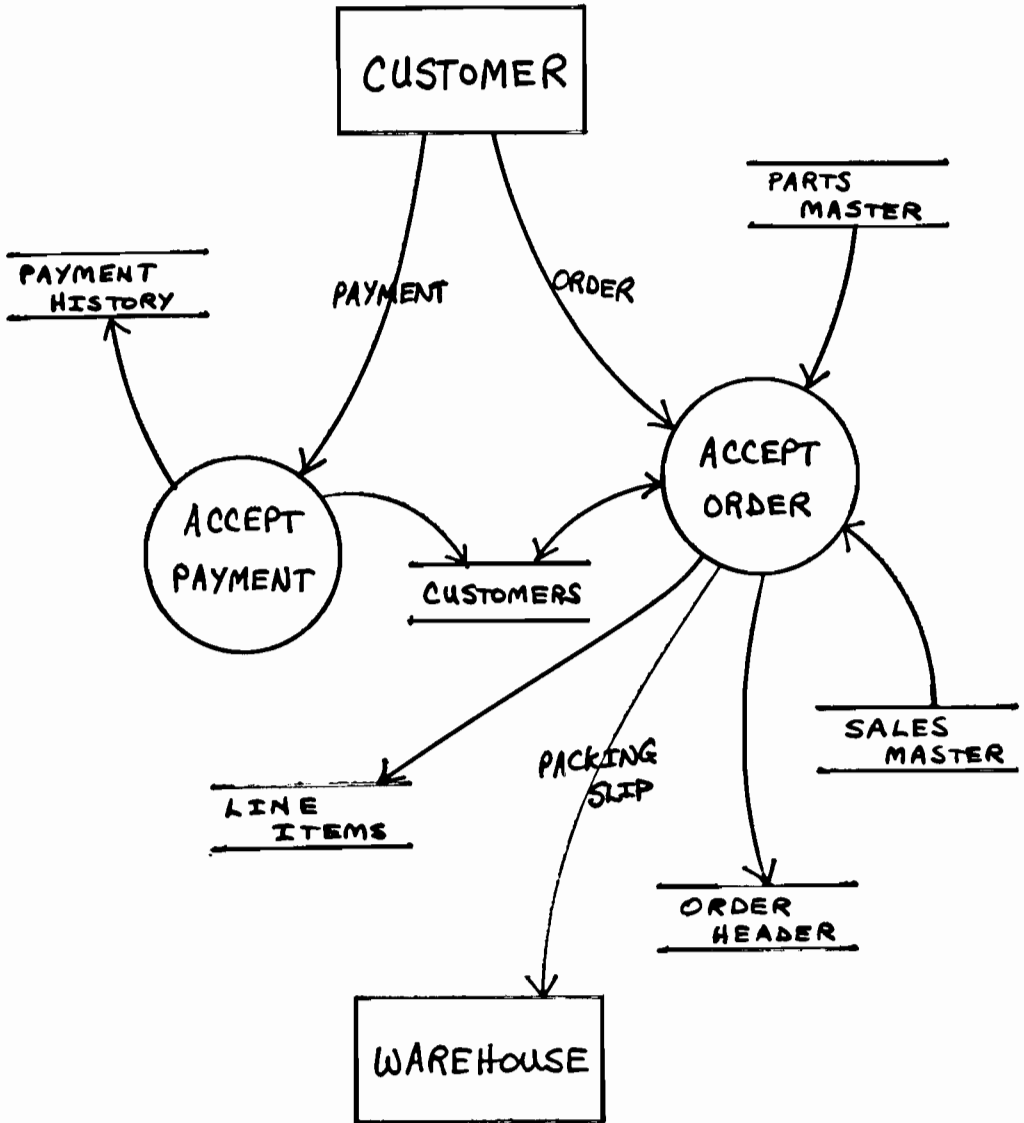 CUSTOMER
PARTS
MASTER
PAYMENT
HISTORY
PAYMENT
ORDER
ACCEPT
ORDER
ACCEPT
PAYMENT
CUSTOMERS
SALES
MASTER
PACKING
SLIP
LINE
ITEMS
ORDER
HEADER
WAREHOUSE